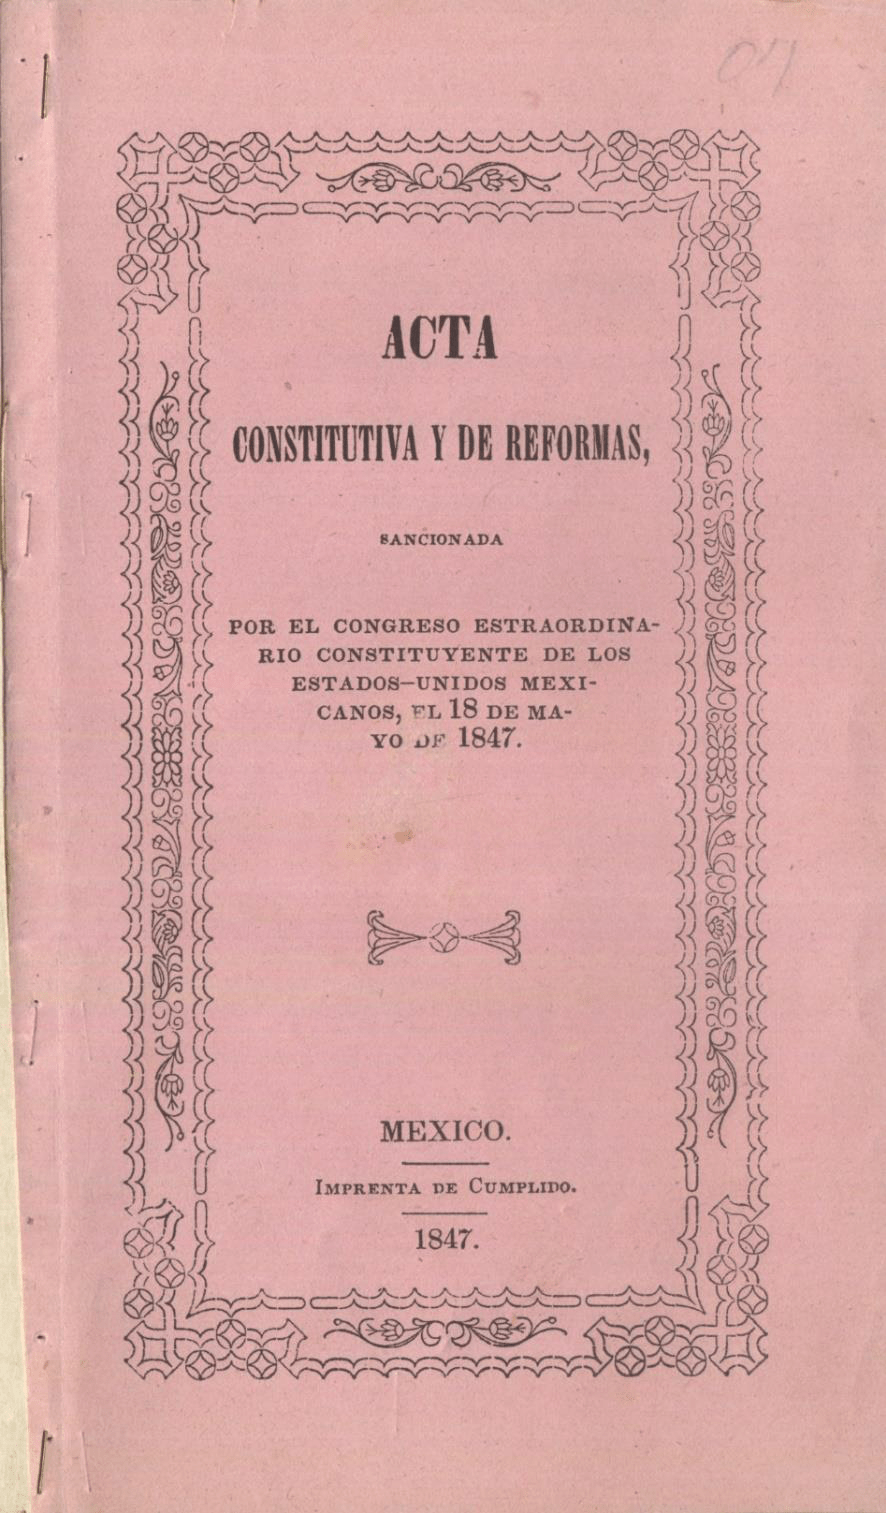 ACTA
CONSTITUTIVA Y DE REFORMAS,
SANCIONADA
POR EL CONGRESO ESTRAORDINA-
RIO CONSTITUYENTE DE LOS
ESTADOS-UNIDOS MEXI-
CANOS, EL 18 DE MA-
YO DE 1847.
MEXICO.
IMPRENTA DE CUMPLIDO.
1847.